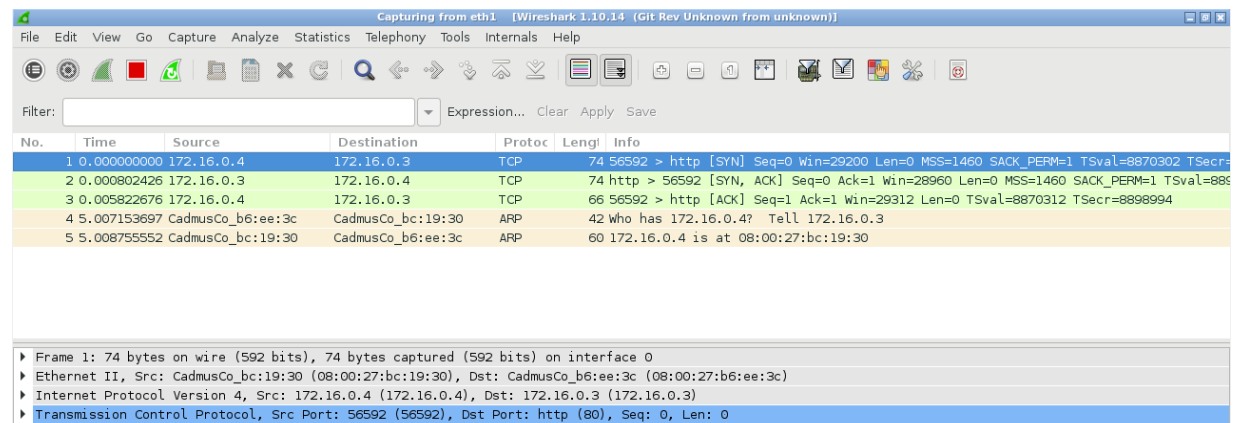 Capturing from eth1 [Wireshark 1.10.14 (Git Rev Unknown from unknown)]
File Edit View Go Capture Analyze Statistics Telephony Tools Internals Help
Filter: Expression... Clear Apply Save
No. Time Source Destination Protoc Lengt Info
1 0.000000000 172.16.0.4 172.16.0.3 TCP 74 56592 > http [SYN] Seq=0 Win=29200 Len=0 MSS=1460 SACK_PERM=1 TSval=8870302 TSecr=
2 0.000802426 172.16.0.3 172.16.0.4 TCP 74 http > 56592 [SYN, ACK] Seq=0 Ack=1 Win=28960 Len=0 MSS=1460 SACK_PERM=1 TSval=889
3 0.005822676 172.16.0.4 172.16.0.3 TCP 66 56592 > http [ACK] Seq=1 Ack=1 Win=29312 Len=0 TSval=8870312 TSecr=8898994
4 5.007153697 CadmusCo_b6:ee:3c CadmusCo_bc:19:30 ARP 42 Who has 172.16.0.4? Tell 172.16.0.3
5 5.008755552 CadmusCo_bc:19:30 CadmusCo_b6:ee:3c ARP 60 172.16.0.4 is at 08:00:27:bc:19:30
Frame 1: 74 bytes on wire (592 bits), 74 bytes captured (592 bits) on interface 0
Ethernet II, Src: CadmusCo_bc:19:30 (08:00:27:bc:19:30), Dst: CadmusCo_b6:ee:3c (08:00:27:b6:ee:3c)
Internet Protocol Version 4, Src: 172.16.0.4 (172.16.0.4), Dst: 172.16.0.3 (172.16.0.3)
Transmission Control Protocol, Src Port: 56592 (56592), Dst Port: http (80), Seq: 0, Len: 0